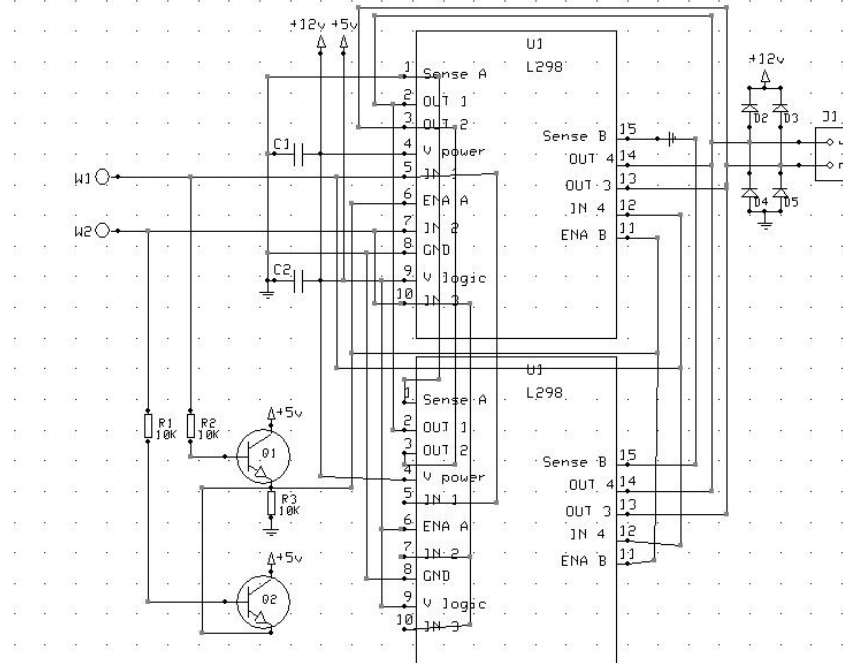 +12v +5v
U1
L298
1 Sense A
2 OUT 1
3 OUT 2
4 V power
5 IN 1
6 ENA A
7 IN 2
8 GND
9 V logic
10 IN 3
Sense B 15
OUT 4 14
OUT 3 13
IN 4 12
ENA B 11
C1
C2
W1
W2
+12v
D2 D3
D4 D5
J1
R1
10K
R2
10K
+5v
Q1
R3
10K
+5v
Q2
U1
L298
1 Sense A
2 OUT 1
3 OUT 2
4 V power
5 IN 1
6 ENA A
7 IN 2
8 GND
9 V logic
10 IN 3
Sense B 15
OUT 4 14
OUT 3 13
IN 4 12
ENA B 11